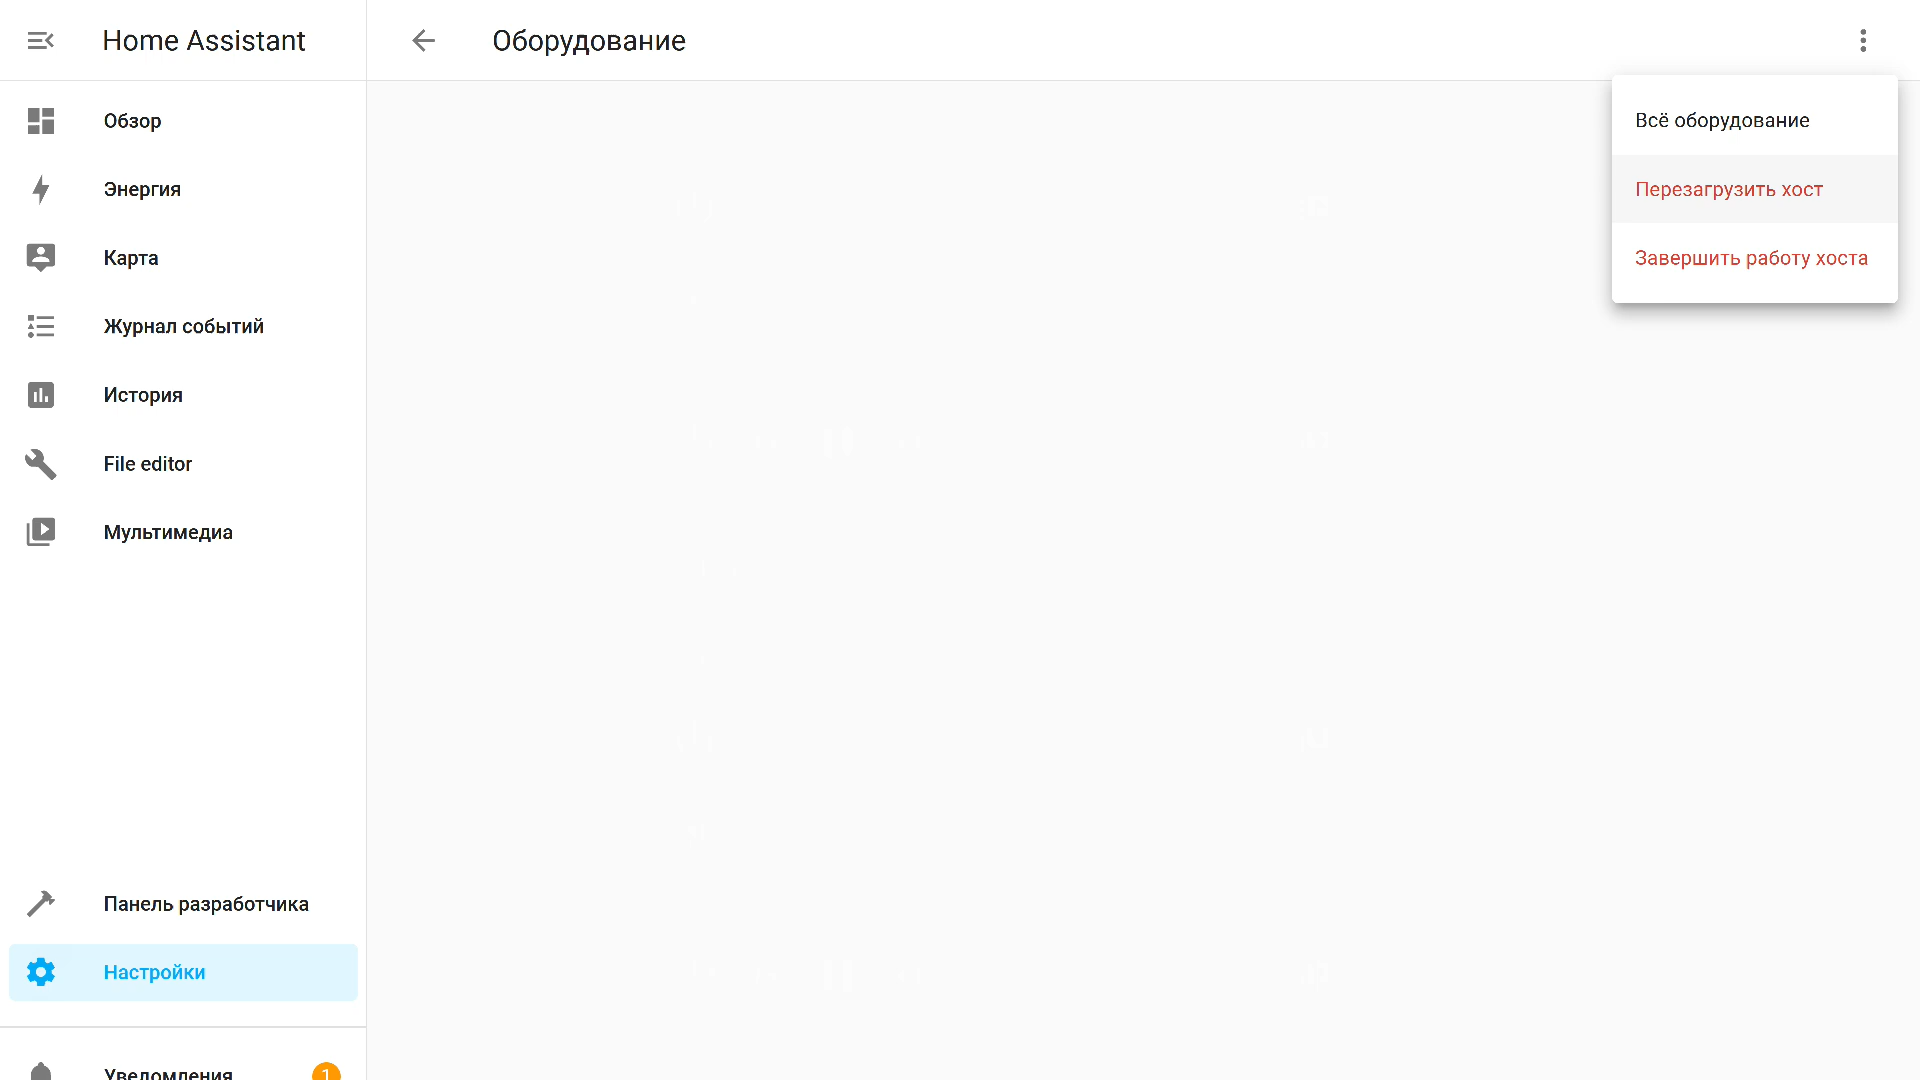 Home Assistant
Оборудование
Обзор
Энергия
Карта
Журнал событий
История
File editor
Мультимедиа
Панель разработчика
Настройки
Уведомления
1
Всё оборудование
Перезагрузить хост
Завершить работу хоста